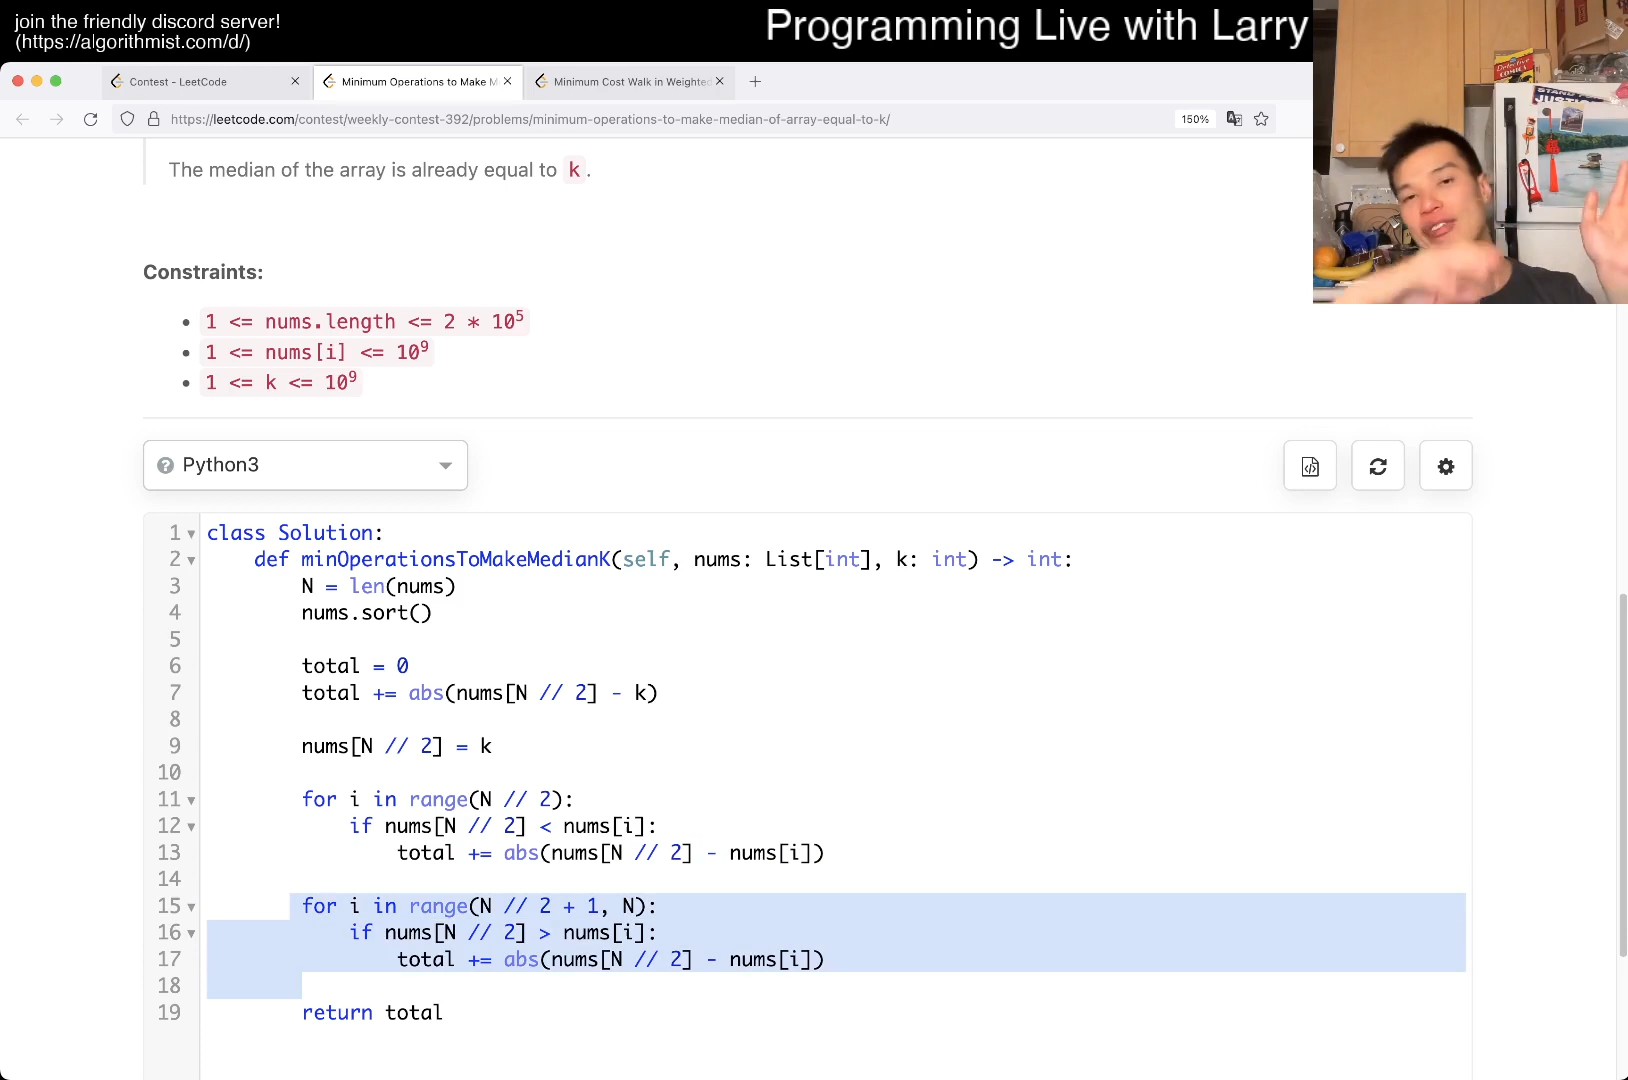 join the friendly discord server!
(https://algorithmist.com/d/)
Programming Live with Larry
Contest - LeetCode
Minimum Operations to Make M
Minimum Cost Walk in Weighted
https://leetcode.com/contest/weekly-contest-392/problems/minimum-operations-to-make-median-of-array-equal-to-k/
150%
The median of the array is already equal to k.
Constraints:
1 <= nums.length <= 2 * 10⁵
1 <= nums[i] <= 10⁹
1 <= k <= 10⁹
Python3
1 class Solution:
2     def minOperationsToMakeMedianK(self, nums: List[int], k: int) -> int:
3         N = len(nums)
4         nums.sort()
5
6         total = 0
7         total += abs(nums[N // 2] - k)
8
9         nums[N // 2] = k
10
11         for i in range(N // 2):
12             if nums[N // 2] < nums[i]:
13                 total += abs(nums[N // 2] - nums[i])
14
15         for i in range(N // 2 + 1, N):
16             if nums[N // 2] > nums[i]:
17                 total += abs(nums[N // 2] - nums[i])
18
19         return total